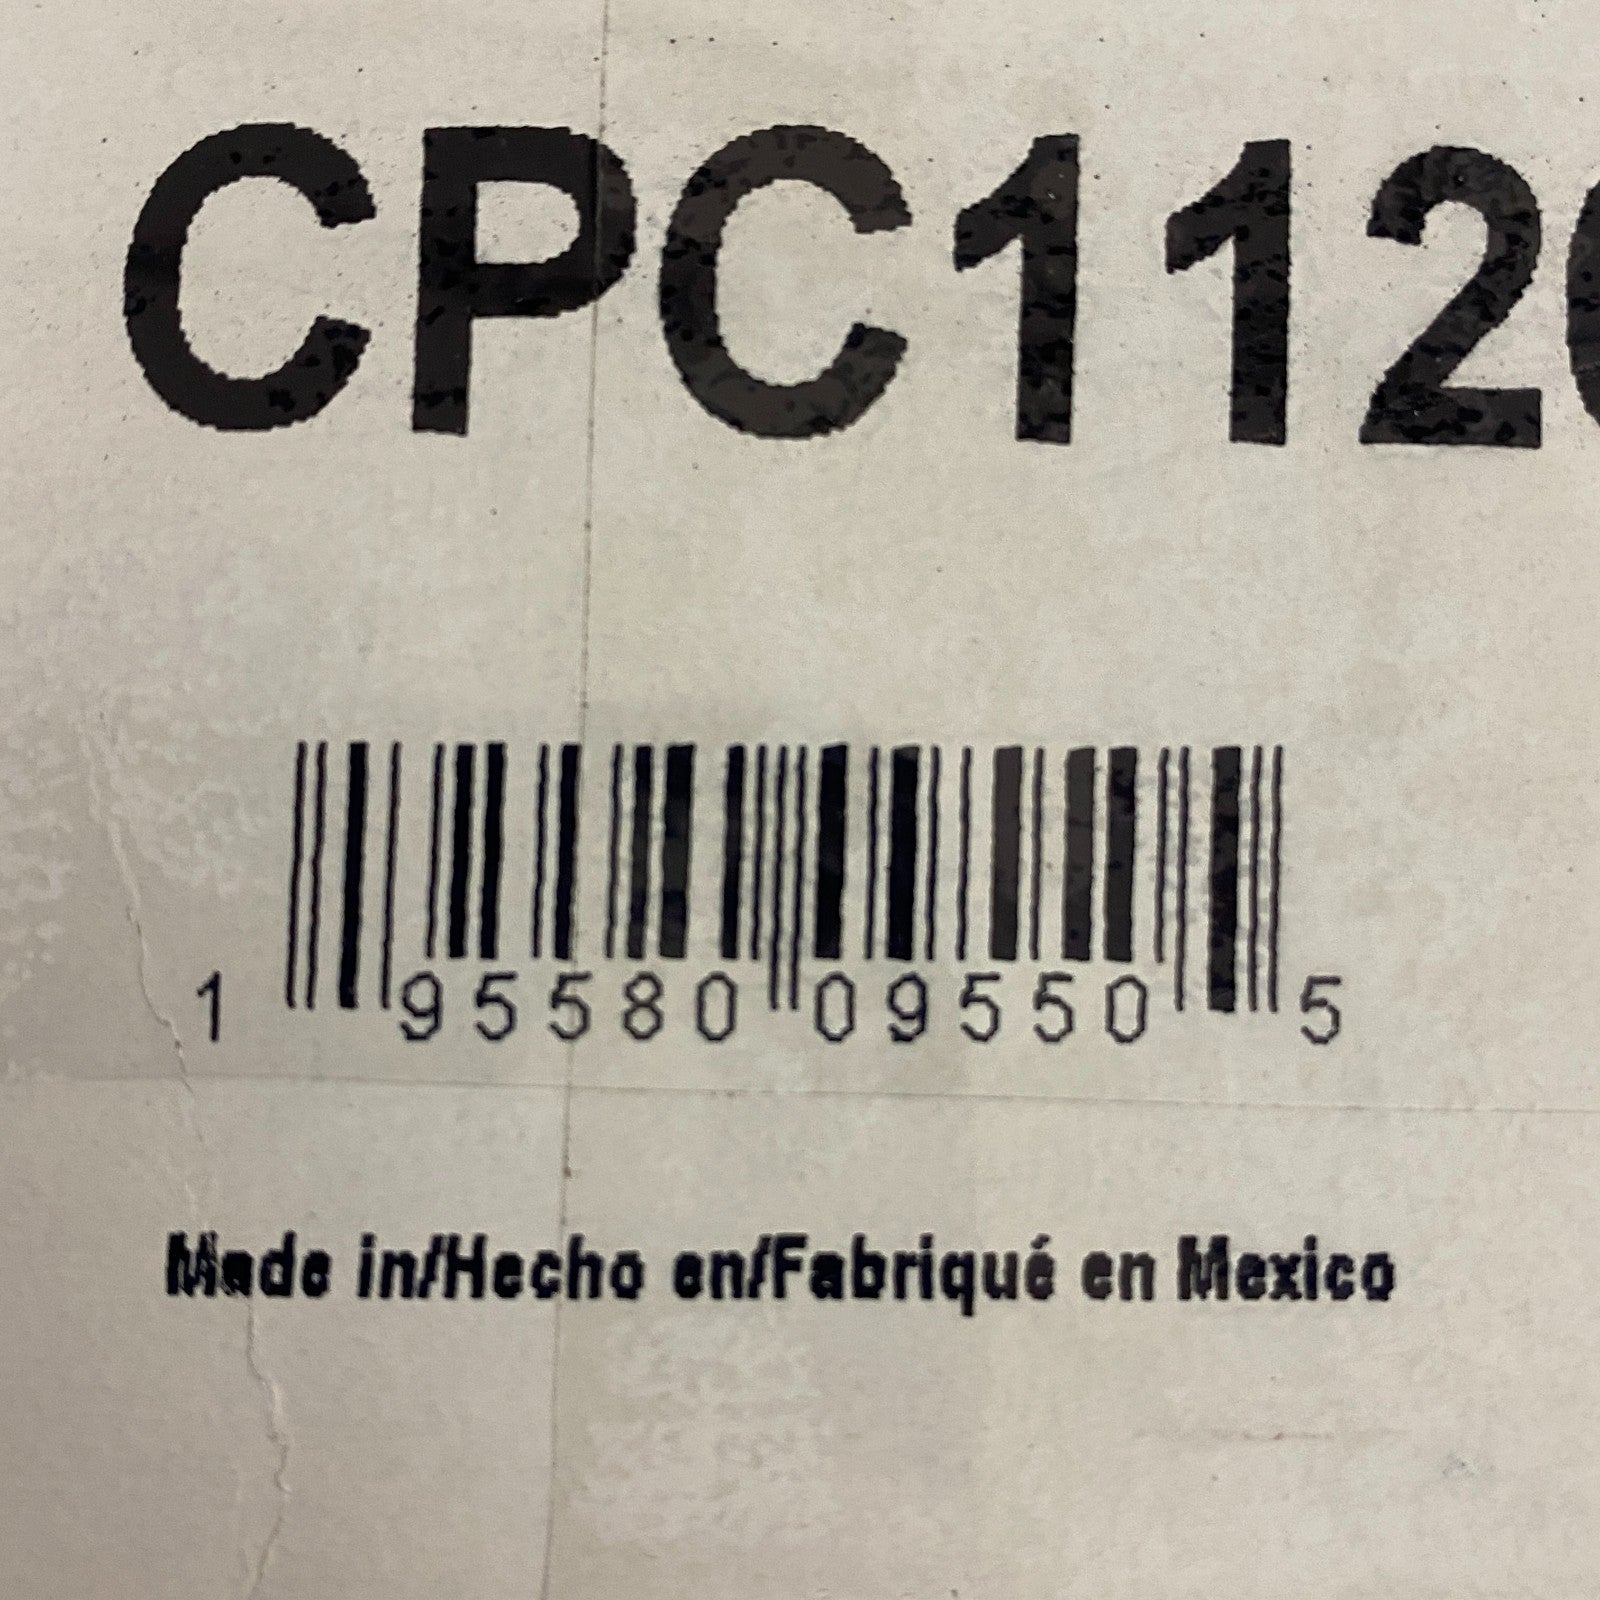 CPC112
1 95580 09550 5
Made in/Hecho en/Fabriqué en Mexico